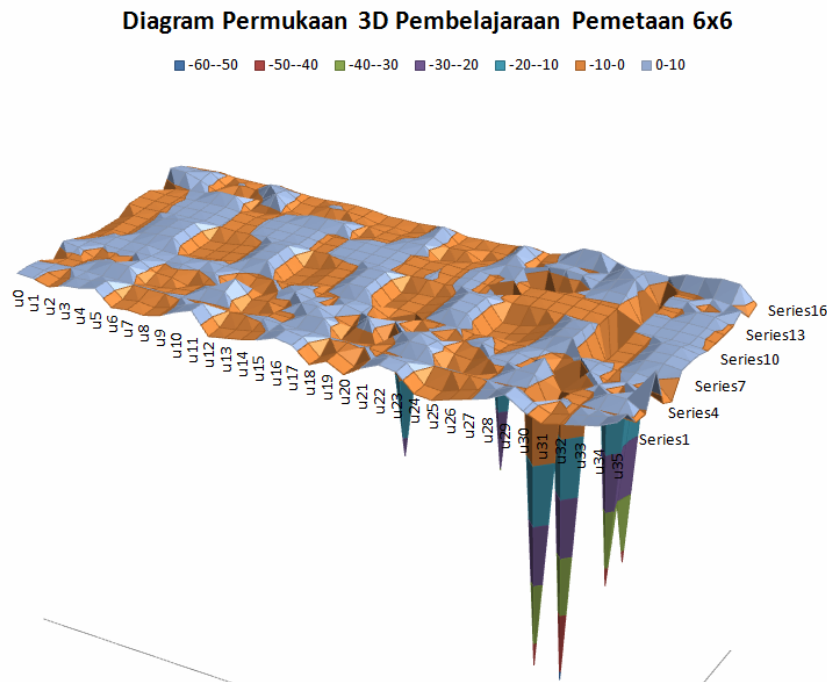 Diagram Permukaan 3D Pembelajaraan Pemetaan 6x6
-60--50 -50--40 -40--30 -30--20 -20--10 -10-0 0-10
u0
u1
u2
u3
u4
u5
u6
u7
u8
u9
u10
u11
u12
u13
u14
u15
u16
u17
u18
u19
u20
u21
u22
u23
u24
u25
u26
u27
u28
u29
u30
u31
u32
u33
u34
u35
Series16
Series13
Series10
Series7
Series4
Series1